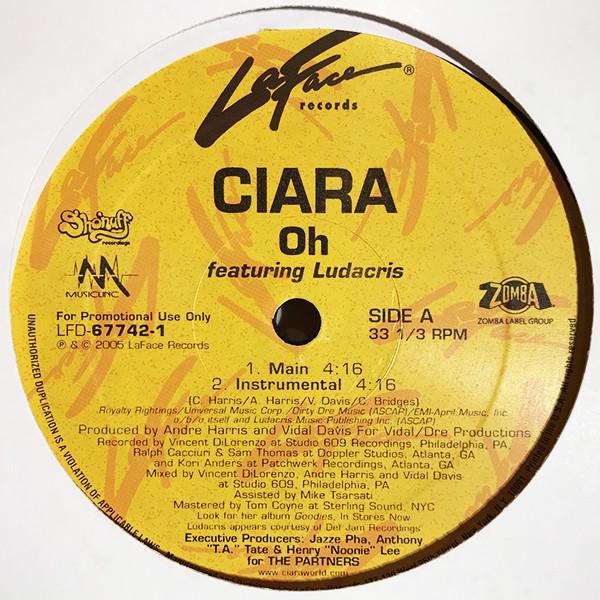 LaFace ®
records
CIARA
Oh
featuring Ludacris
Sho'nuff
recordings
MUSICLINC
ZOMBA
ZOMBA LABEL GROUP
For Promotional Use Only
LFD-67742-1
℗ & © 2005 LaFace Records
SIDE A
33 1/3 RPM
1. Main 4:16
2. Instrumental 4:16
(C. Harris/A. Harris/V. Davis/C. Bridges)
Royalty Rightings/Universal Music Corp./Dirty Dre Music (ASCAP)/EMI-April Music, Inc.
o/b/o itself and Ludacris Music Publishing Inc. (ASCAP)
Produced by Andre Harris and Vidal Davis For Vidal/Dre Productions
Recorded by Vincent DiLorenzo at Studio 609 Recordings, Philadelphia, PA,
Ralph Cacciuri & Sam Thomas at Doppler Studios, Atlanta, GA
and Kori Anders at Patchwerk Recordings, Atlanta, GA
Mixed by Vincent DiLorenzo, Andre Harris and Vidal Davis
at Studio 609, Philadelphia, PA
Assisted by Mike Tsarsati
Mastered by Tom Coyne at Sterling Sound, NYC
Look for her album Goodies, In Stores Now
Ludacris appears courtesy of Def Jam Recordings
Executive Producers: Jazze Pha, Anthony
"T.A." Tate & Henry "Noonie" Lee
for THE PARTNERS
www.ciaraworld.com
UNAUTHORIZED DUPLICATION IS A VIOLATION OF APPLICABLE LAWS.
All rights reserved